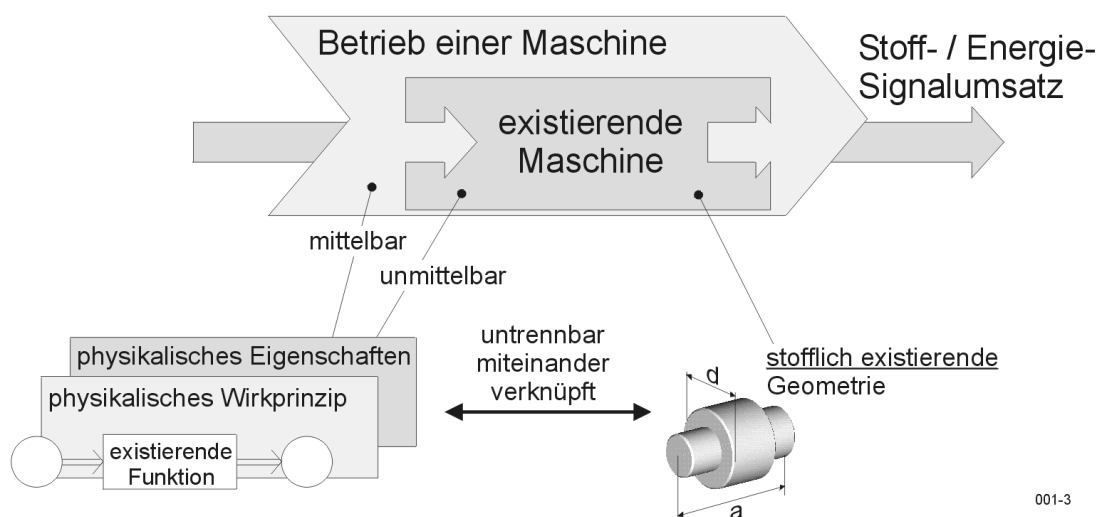 Betrieb einer Maschine
Stoff- / Energie-
Signalumsatz
existierende
Maschine
mittelbar
unmittelbar
physikalisches Eigenschaften
physikalisches Wirkprinzip
existierende
Funktion
untrennbar
miteinander
verknüpft
stofflich existierende
Geometrie
d
a
001-3